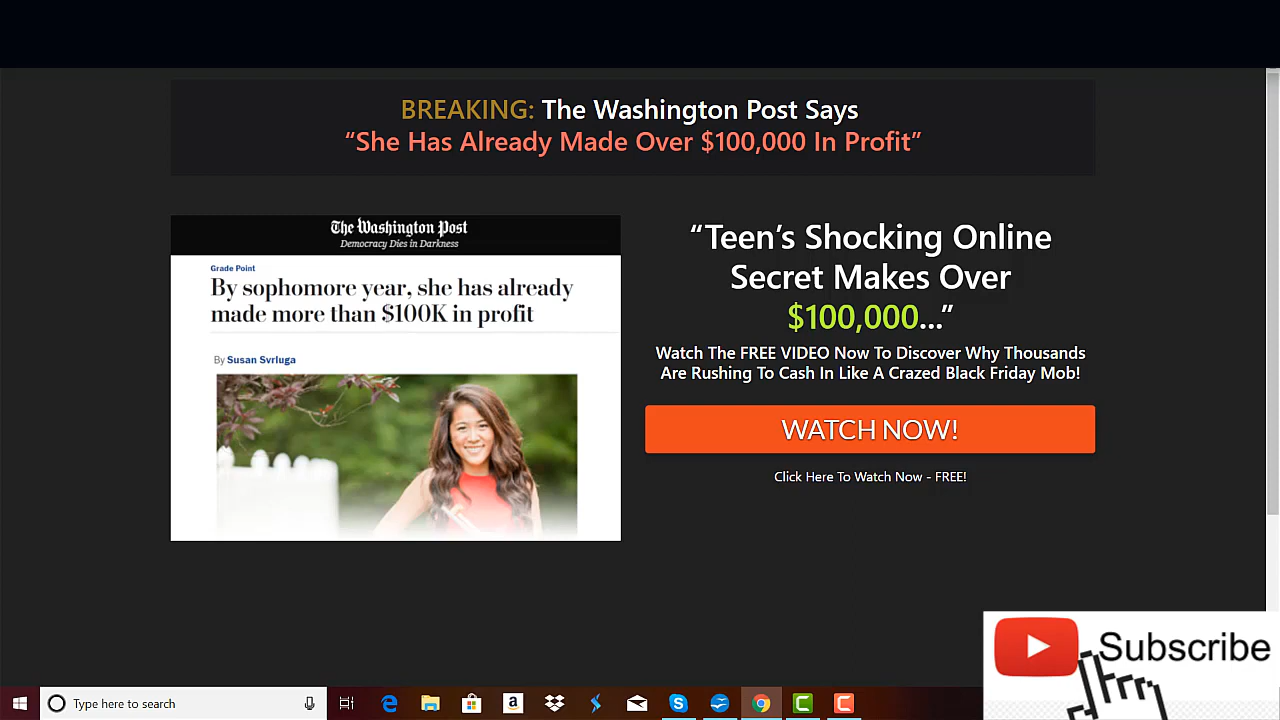 BREAKING: The Washington Post Says
“She Has Already Made Over $100,000 In Profit”
The Washington Post
Democracy Dies in Darkness
Grade Point
By sophomore year, she has already
made more than $100K in profit
By Susan Svrluga
“Teen’s Shocking Online
Secret Makes Over
$100,000...”
Watch The FREE VIDEO Now To Discover Why Thousands
Are Rushing To Cash In Like A Crazed Black Friday Mob!
WATCH NOW!
Click Here To Watch Now - FREE!
Subscribe
Type here to search